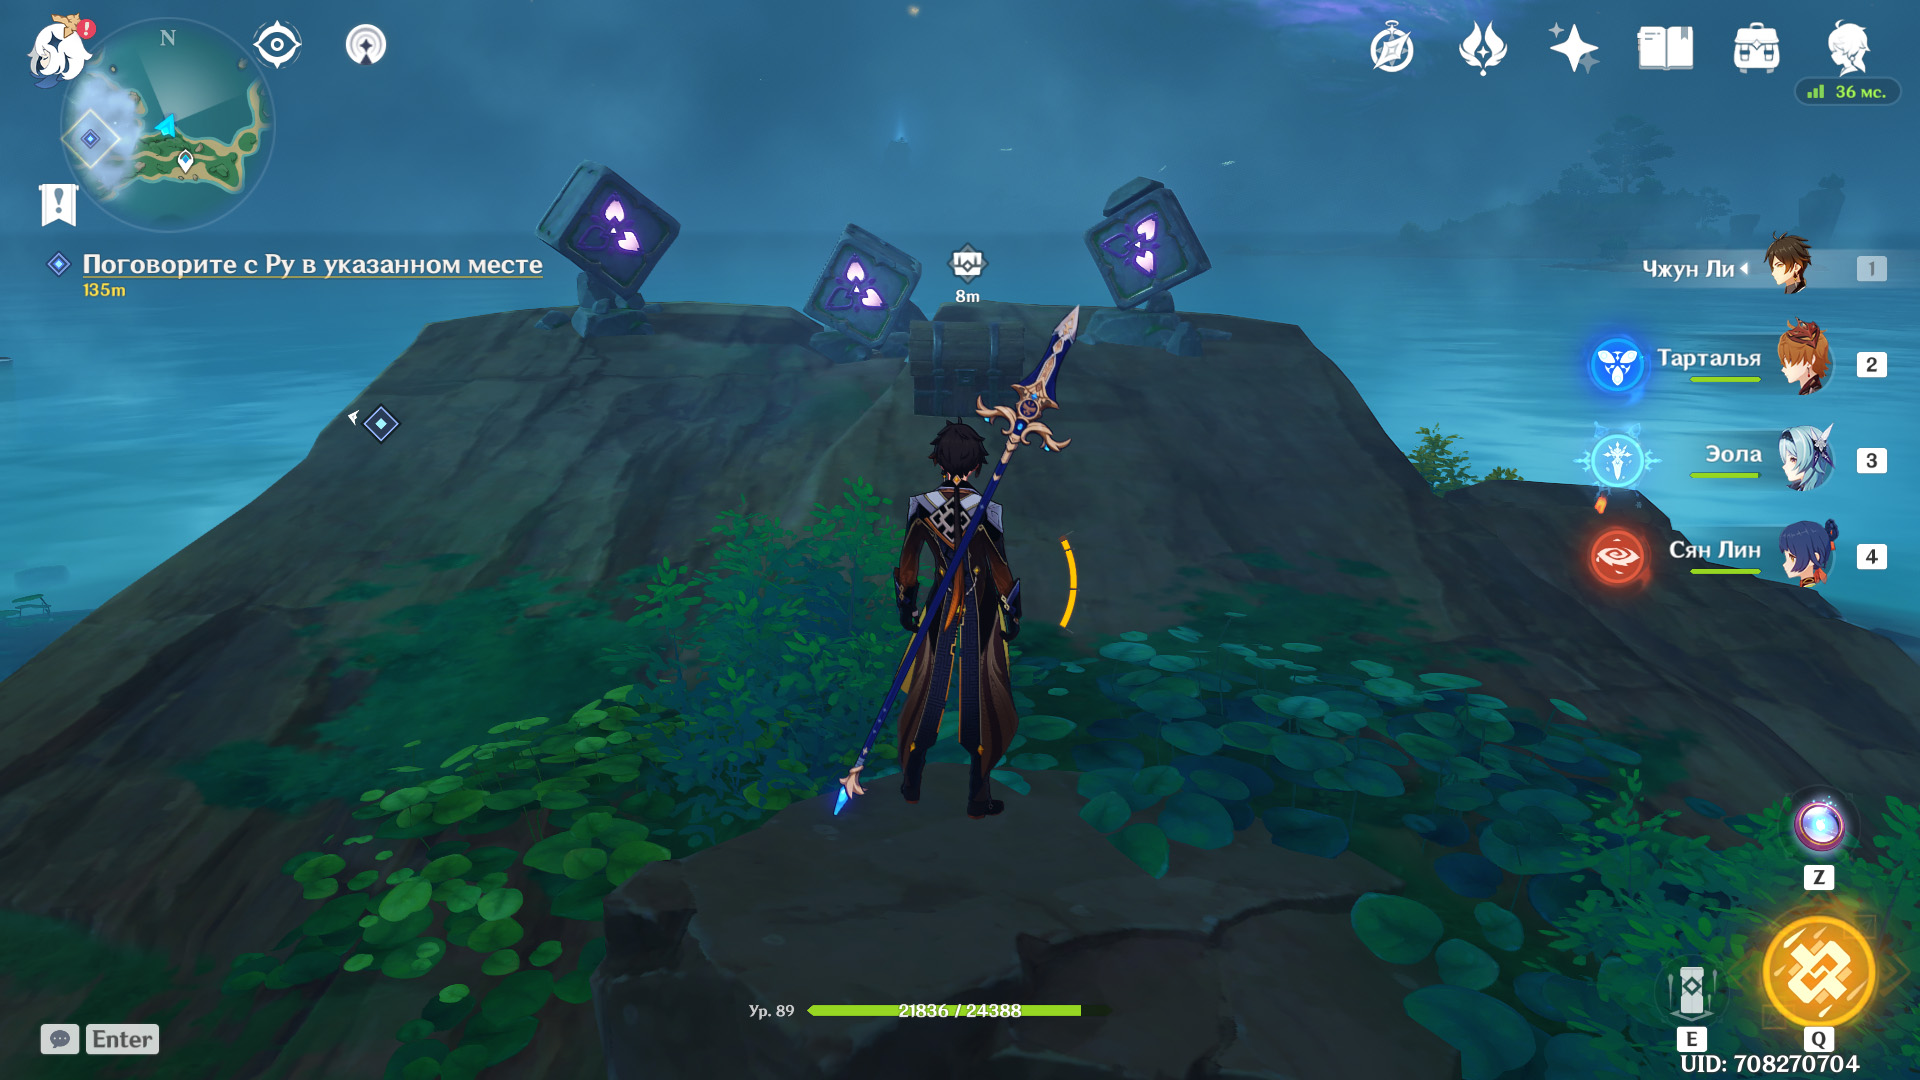 N
36 мс.
Поговорите с Ру в указанном месте
135m
8m
Чжун Ли
1
Тарталья
2
Эола
3
Сян Лин
4
Z
Ур. 89
21836 / 24388
Enter
E
Q
UID: 708270704